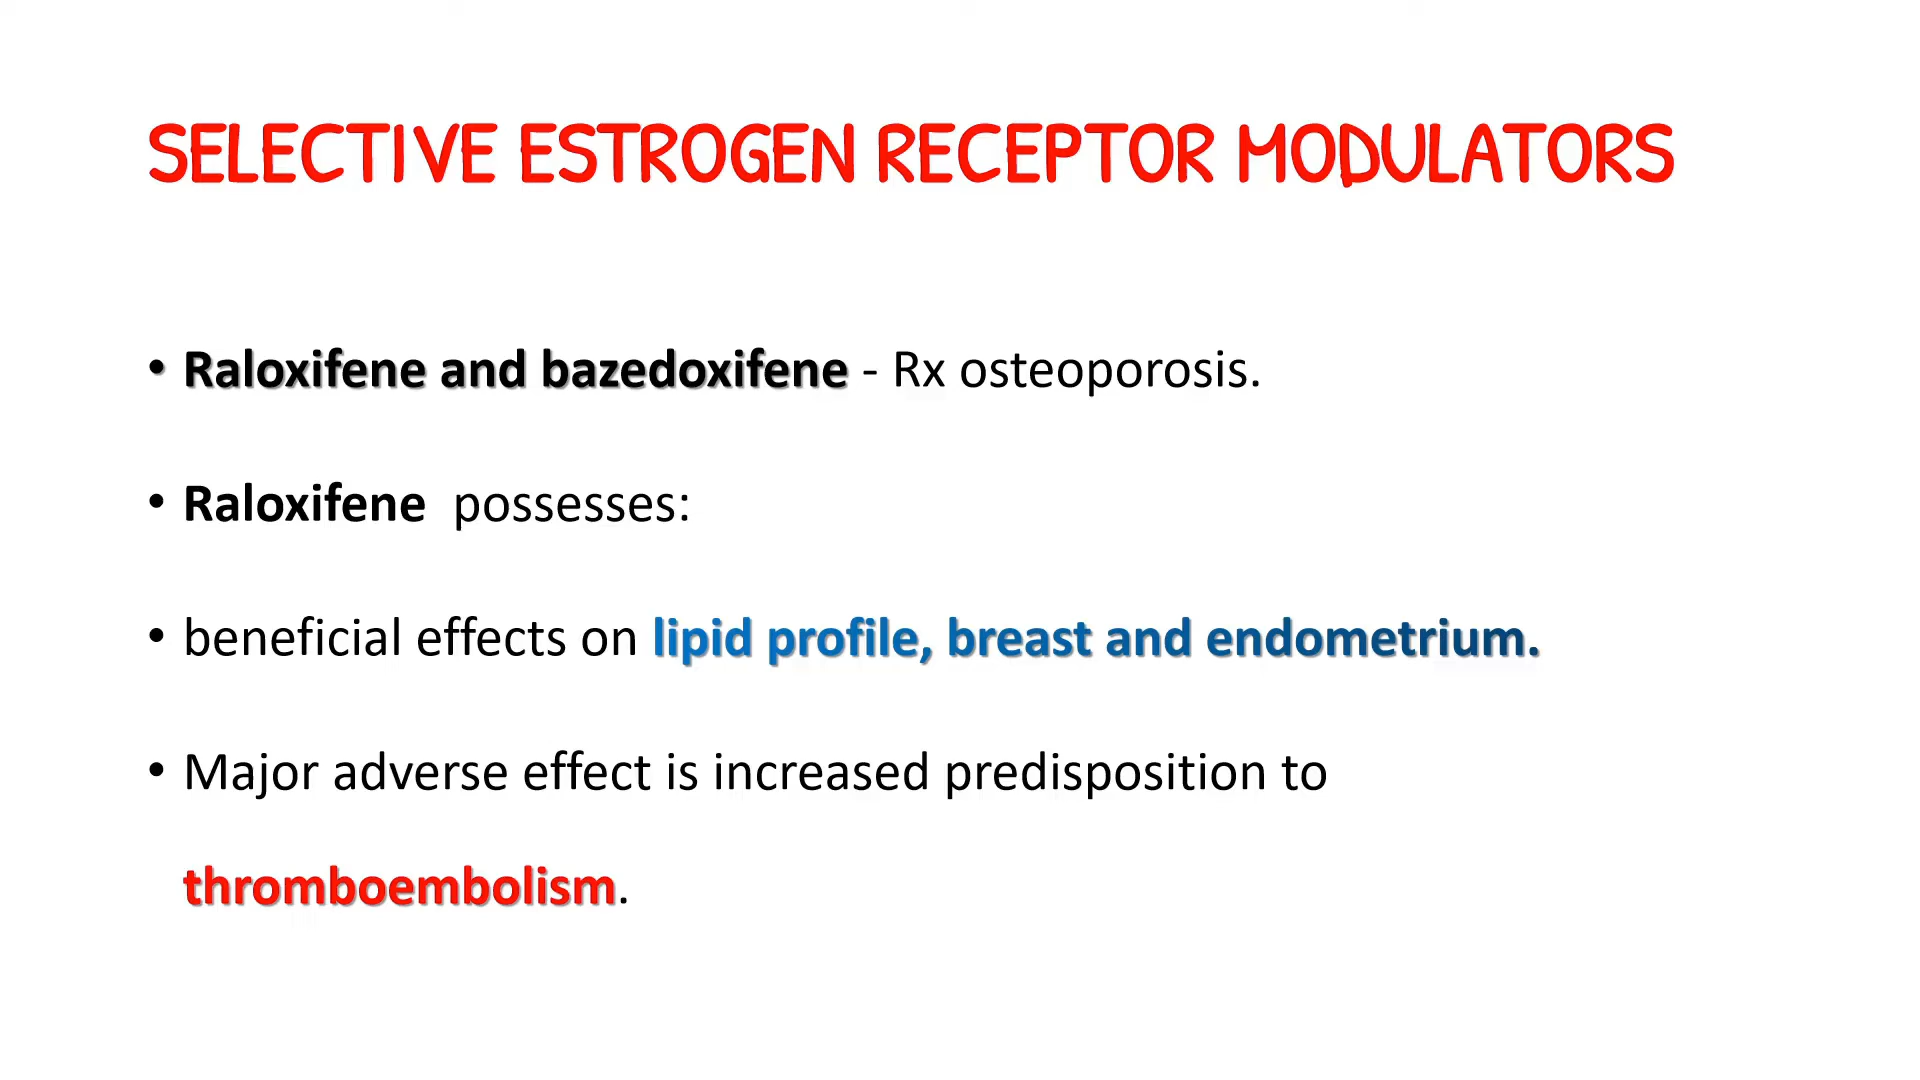 SELECTIVE ESTROGEN RECEPTOR MODULATORS
• Raloxifene and bazedoxifene - Rx osteoporosis.
• Raloxifene possesses:
• beneficial effects on lipid profile, breast and endometrium.
• Major adverse effect is increased predisposition to
thromboembolism.